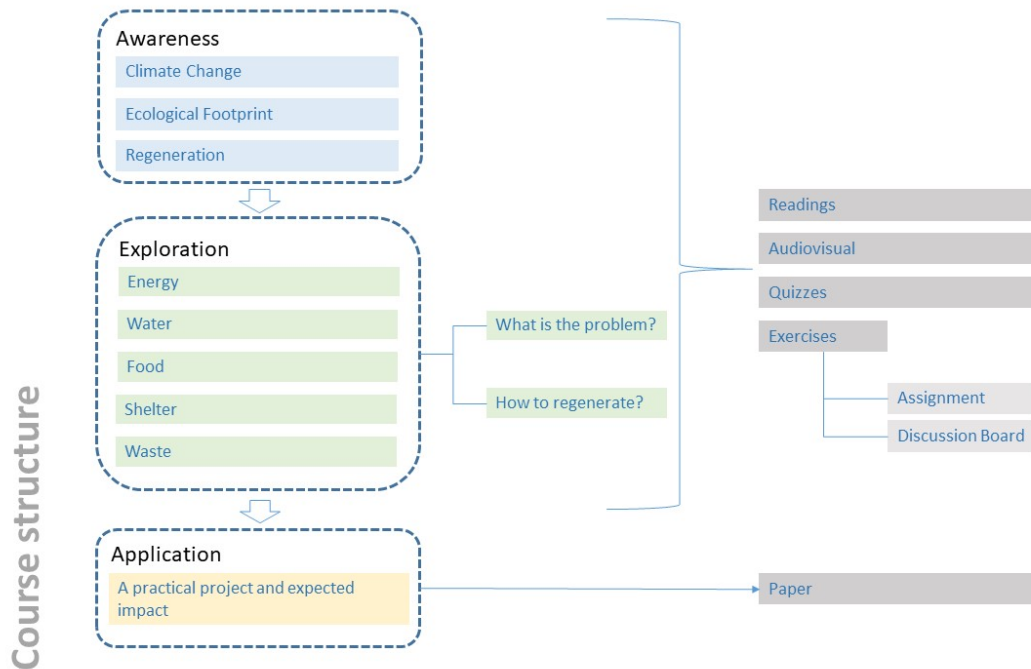 Course structure
Awareness
Climate Change
Ecological Footprint
Regeneration
Exploration
Energy
Water
Food
Shelter
Waste
What is the problem?
How to regenerate?
Application
A practical project and expected
impact
Readings
Audiovisual
Quizzes
Exercises
Assignment
Discussion Board
Paper